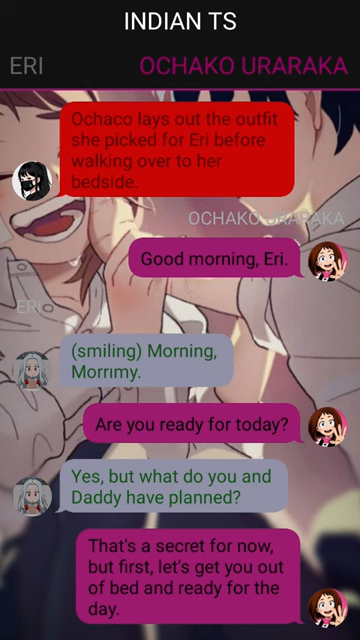 INDIAN TS
ERI
OCHAKO URARAKA
Ochaco lays out the outfit
she picked for Eri before
walking over to her
bedside.
OCHAKO URARAKA
Good morning, Eri.
ERI
(smiling) Morning,
Morrımy.
Are you ready for today?
Yes, but what do you and
Daddy have planned?
That's a secret for now,
but first, let's get you out
of bed and ready for the
day.